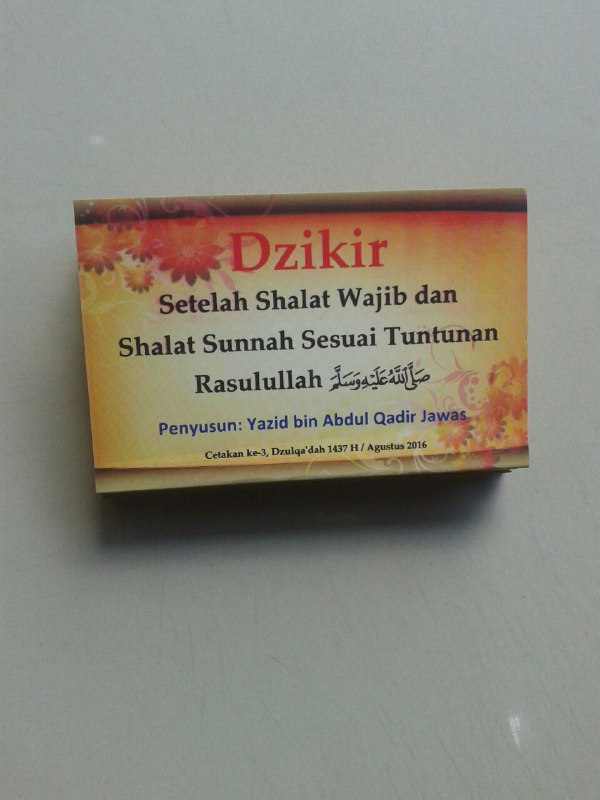 Dzikir
Setelah Shalat Wajib dan
Shalat Sunnah Sesuai Tuntunan
Rasulullah صَلَّى اللَّهُ عَلَيْهِ وَسَلَّمَ
Penyusun: Yazid bin Abdul Qadir Jawas
Cetakan ke-3, Dzulqa'dah 1437 H / Agustus 2016